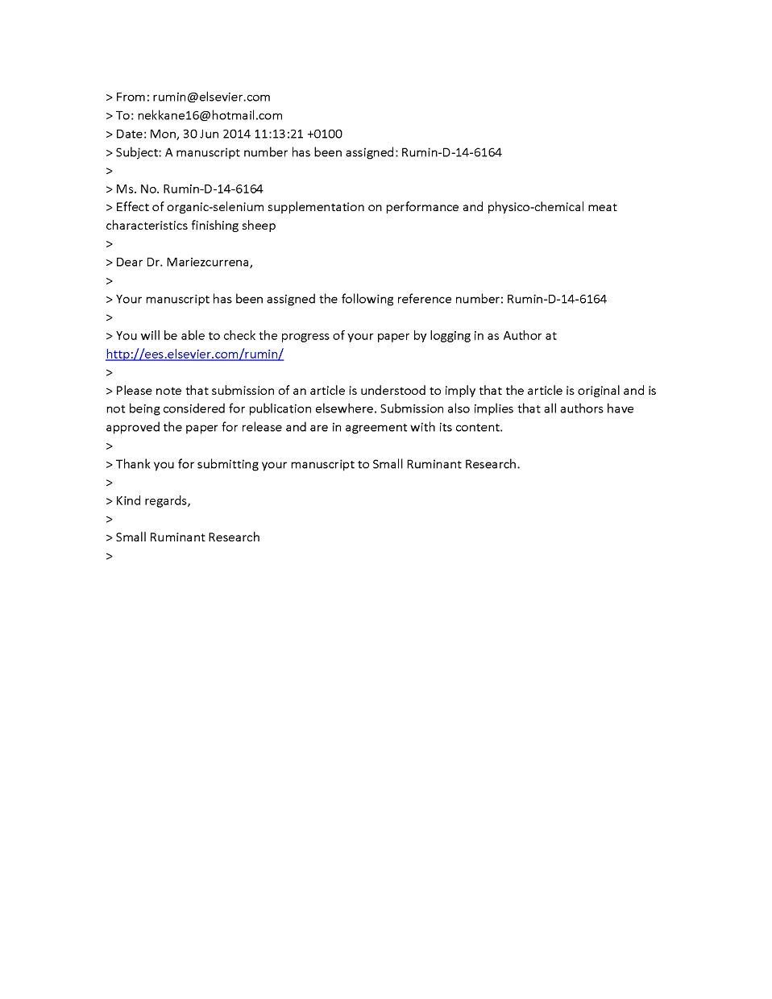 > From: rumin@elsevier.com
> To: nekkane16@hotmail.com
> Date: Mon, 30 Jun 2014 11:13:21 +0100
> Subject: A manuscript number has been assigned: Rumin-D-14-6164
>
> Ms. No. Rumin-D-14-6164
> Effect of organic-selenium supplementation on performance and physico-chemical meat
characteristics finishing sheep
>
> Dear Dr. Mariezcurrena,
>
> Your manuscript has been assigned the following reference number: Rumin-D-14-6164
>
> You will be able to check the progress of your paper by logging in as Author at
http://ees.elsevier.com/rumin/
>
> Please note that submission of an article is understood to imply that the article is original and is
not being considered for publication elsewhere. Submission also implies that all authors have
approved the paper for release and are in agreement with its content.
>
> Thank you for submitting your manuscript to Small Ruminant Research.
>
> Kind regards,
>
> Small Ruminant Research
>